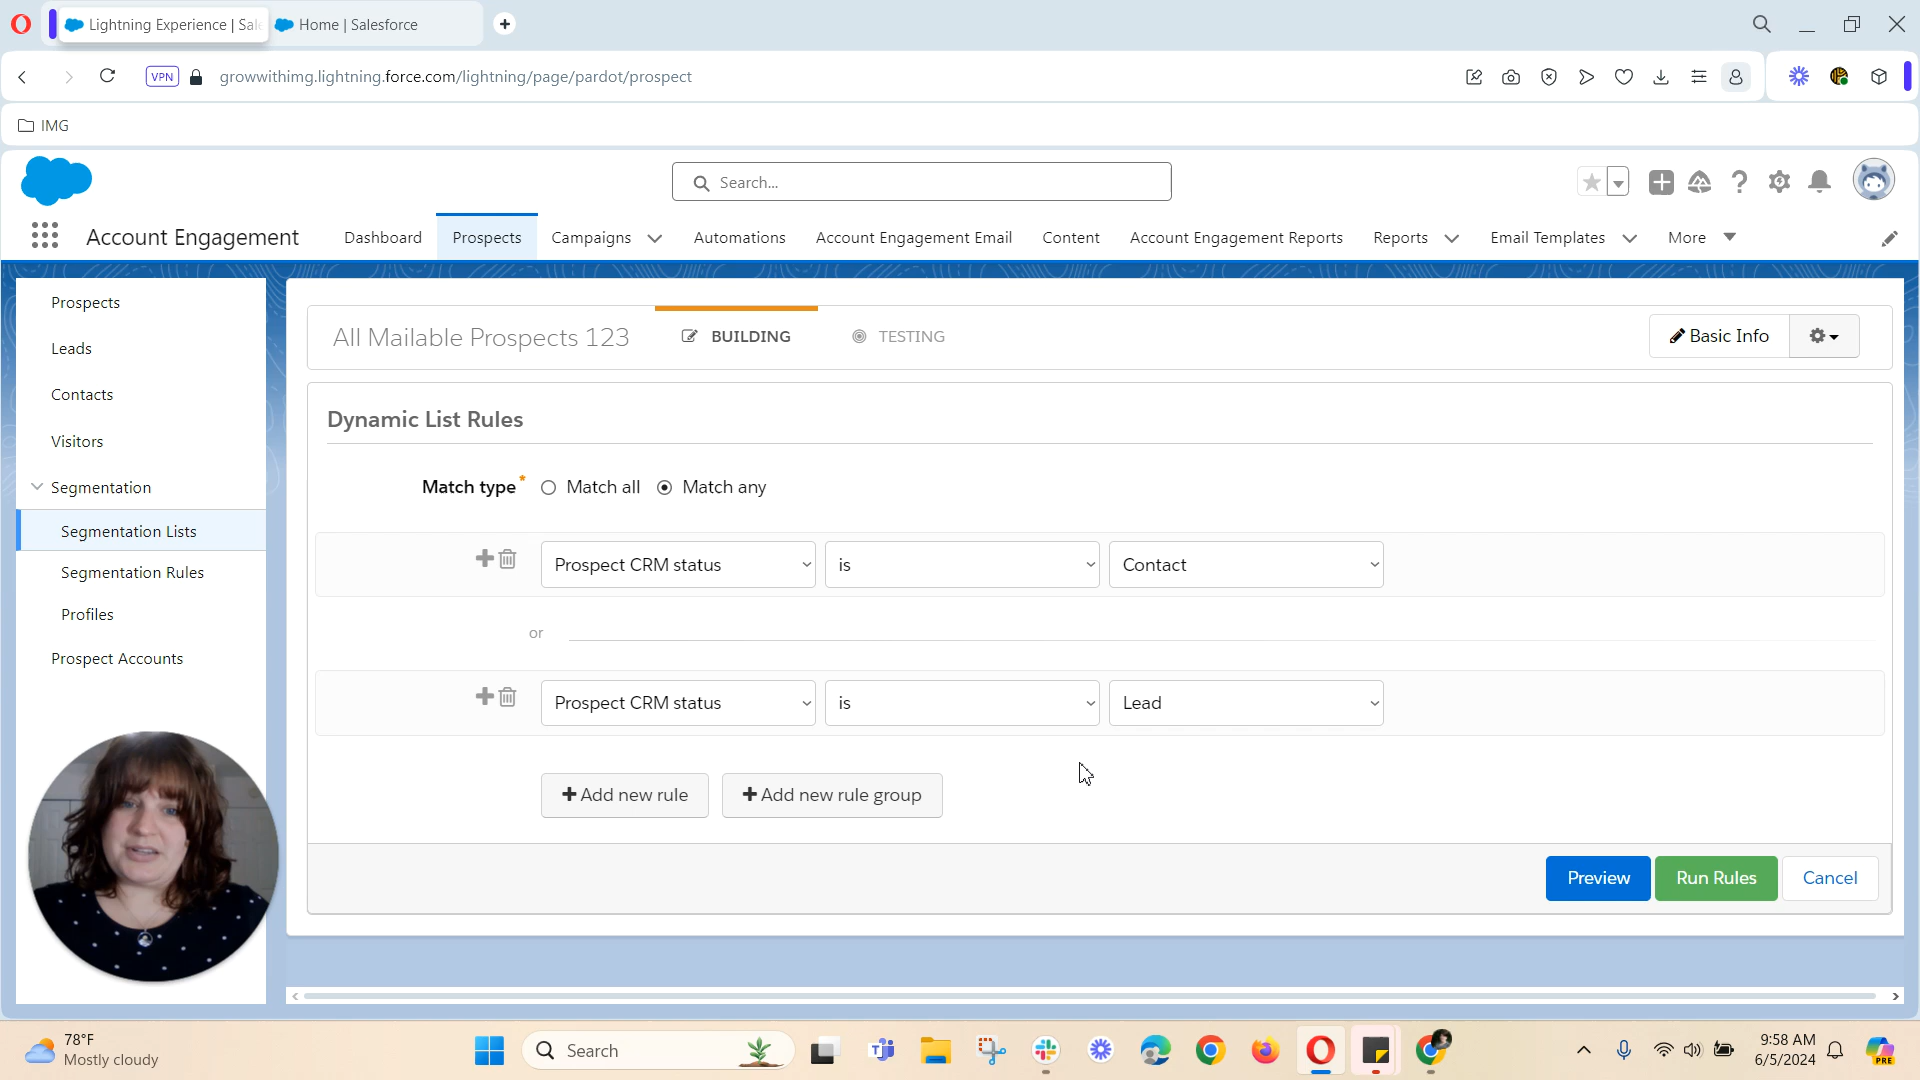 Lightning Experience | Sal
Home | Salesforce
VPN
growwithimg.lightning.force.com/lightning/page/pardot/prospect
IMG
Search...
Account Engagement
Dashboard
Prospects
Campaigns
Automations
Account Engagement Email
Content
Account Engagement Reports
Reports
Email Templates
More
Prospects
Leads
Contacts
Visitors
Segmentation
Segmentation Lists
Segmentation Rules
Profiles
Prospect Accounts
All Mailable Prospects 123
BUILDING
TESTING
Basic Info
Dynamic List Rules
Match type*
Match all
Match any
Prospect CRM status
is
Contact
or
Prospect CRM status
is
Lead
Add new rule
Add new rule group
Preview
Run Rules
Cancel
78°F
Mostly cloudy
Search
9:58 AM
6/5/2024
PRE